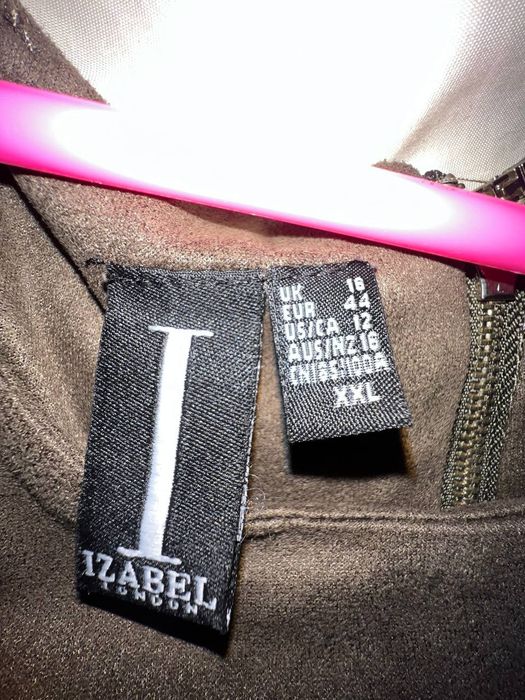 I
IZABEL
LONDON
UK 16
EUR 44
US/CA 12
AUS/NZ 16
XXL